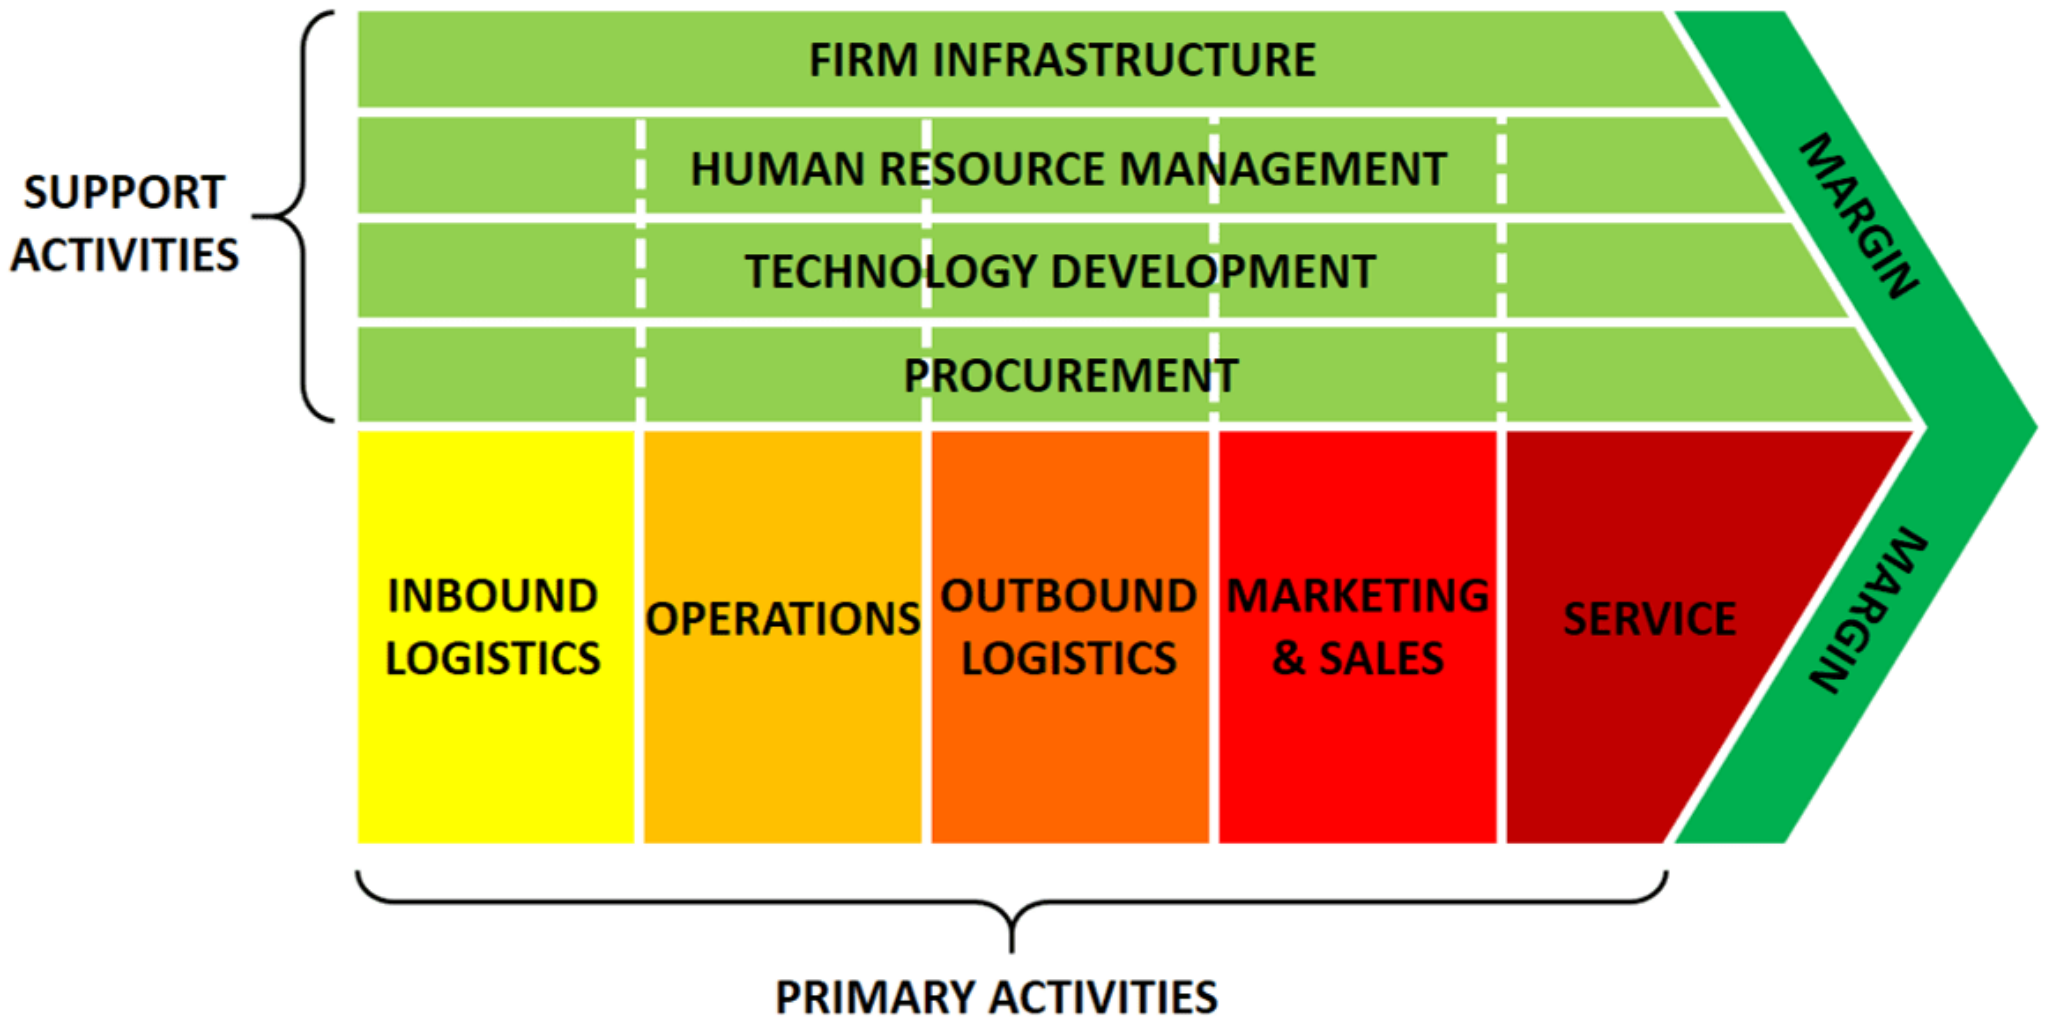 FIRM INFRASTRUCTURE
HUMAN RESOURCE MANAGEMENT
TECHNOLOGY DEVELOPMENT
PROCUREMENT
SUPPORT
ACTIVITIES
MARGIN
INBOUND
LOGISTICS
OPERATIONS
OUTBOUND
LOGISTICS
MARKETING
& SALES
SERVICE
MARGIN
PRIMARY ACTIVITIES